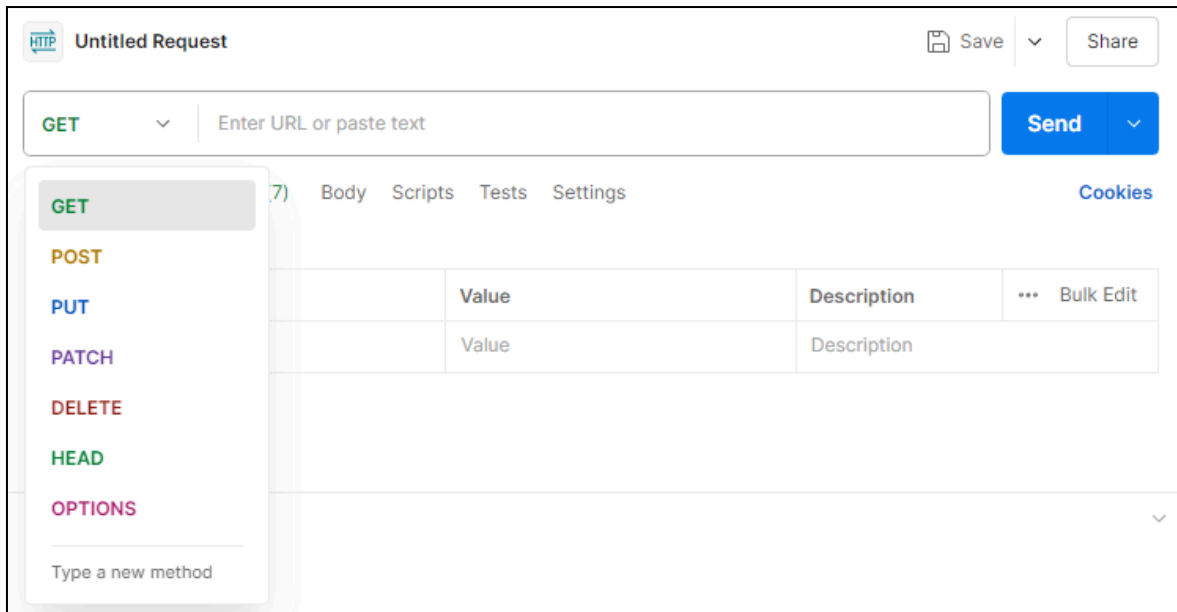 HTTP Untitled Request Save Share
GET Enter URL or paste text Send
(7) Body Scripts Tests Settings Cookies
GET
POST
PUT
PATCH
DELETE
HEAD
OPTIONS
Type a new method
Value Description ••• Bulk Edit
Value Description